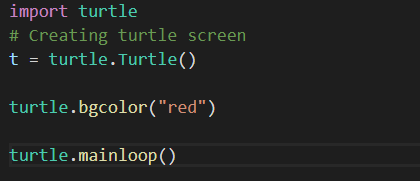 import turtle
# Creating turtle screen
t = turtle.Turtle()
turtle.bgcolor("red")
turtle.mainloop()